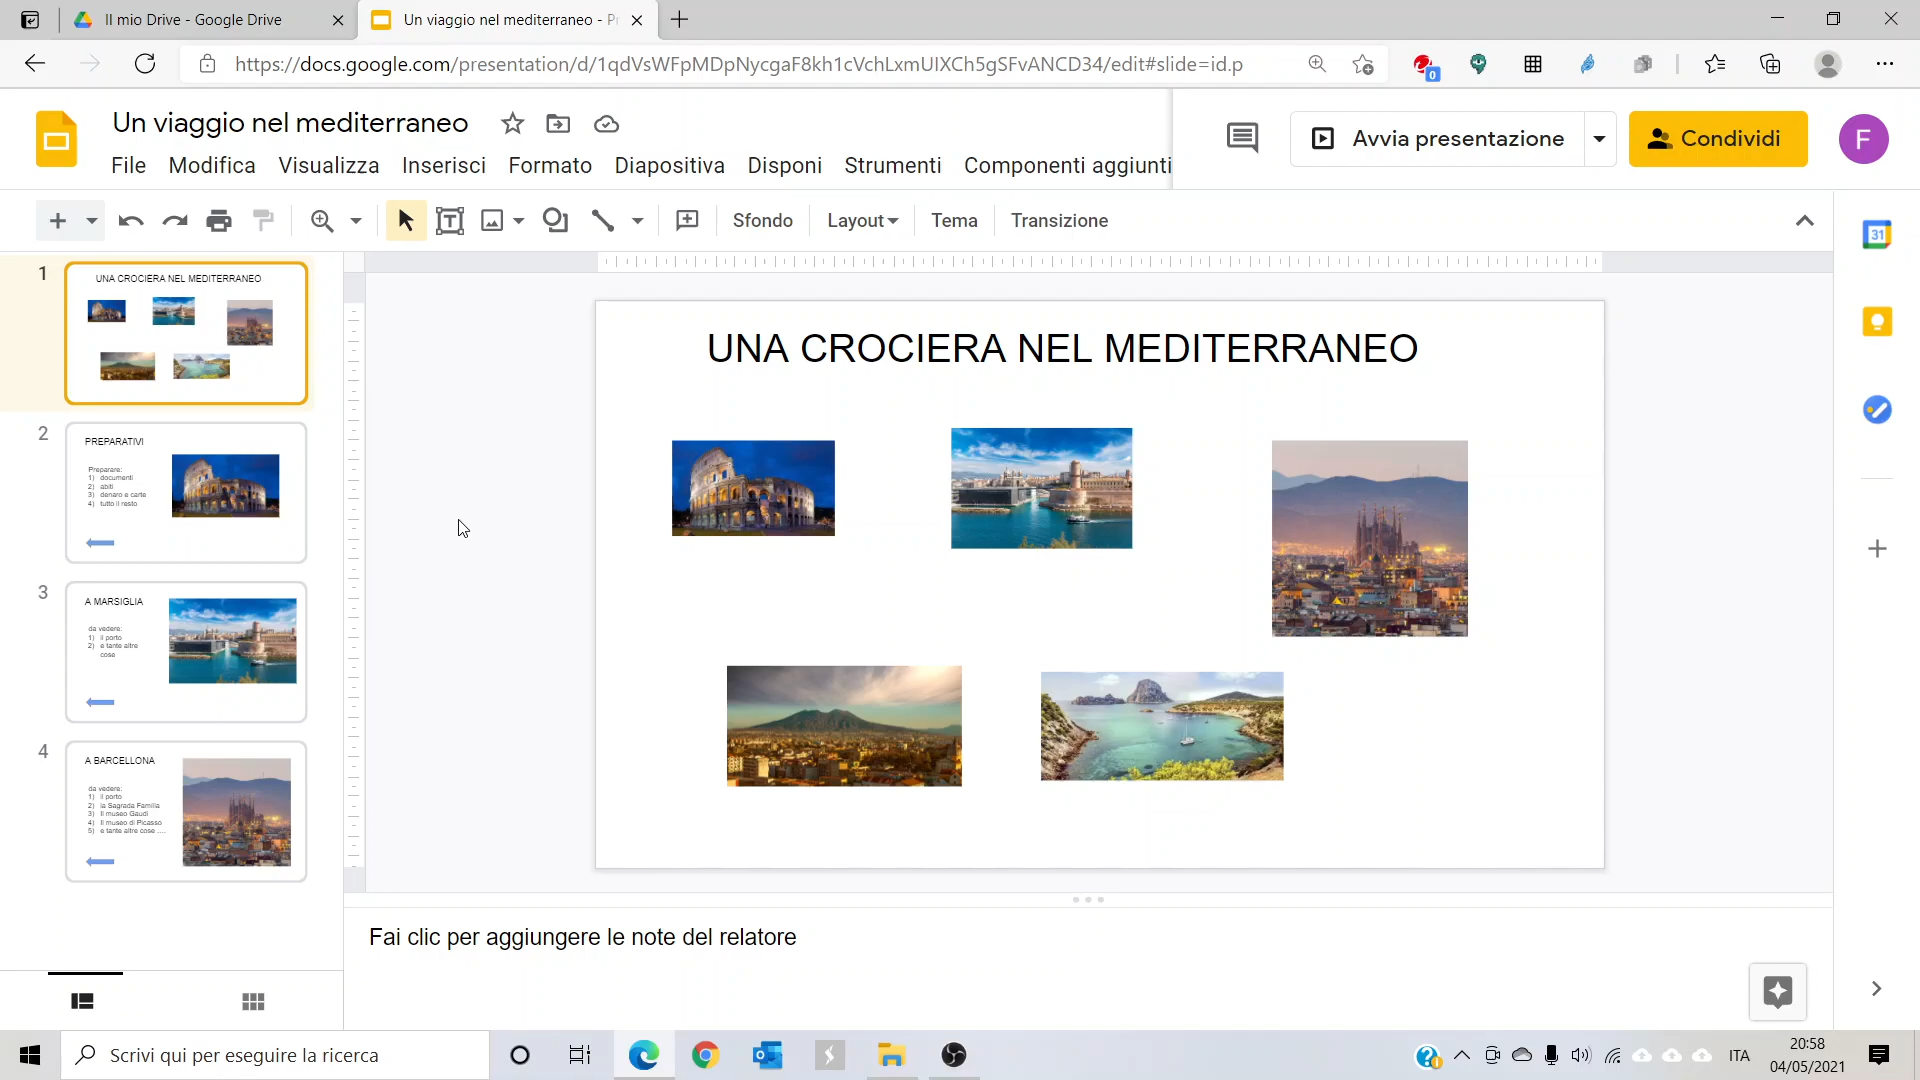 Il mio Drive - Google Drive
Un viaggio nel mediterraneo - Pr
https://docs.google.com/presentation/d/1qdVsWFpMDpNycgaF8kh1cVchLxmUIXCh5gSFvANCD34/edit#slide=id.p
0
Un viaggio nel mediterraneo
File Modifica Visualizza Inserisci Formato Diapositiva Disponi Strumenti Componenti aggiunti
Avvia presentazione
Condividi
F
Sfondo Layout Tema Transizione
31
1
UNA CROCIERA NEL MEDITERRANEO
2
PREPARATIVI
Preparare:
1) documenti
2) abiti
3) denaro e carte
4) tutto il resto
3
A MARSIGLIA
da vedere:
1) il porto
2) e tante altre
cose
4
A BARCELLONA
da vedere:
1) il porto
2) la Sagrada Familia
3) Il museo Gaudi
4) Il museo di Picasso
5) e tante altre cose ....
UNA CROCIERA NEL MEDITERRANEO
Fai clic per aggiungere le note del relatore
Scrivi qui per eseguire la ricerca
ITA
20:58
04/05/2021